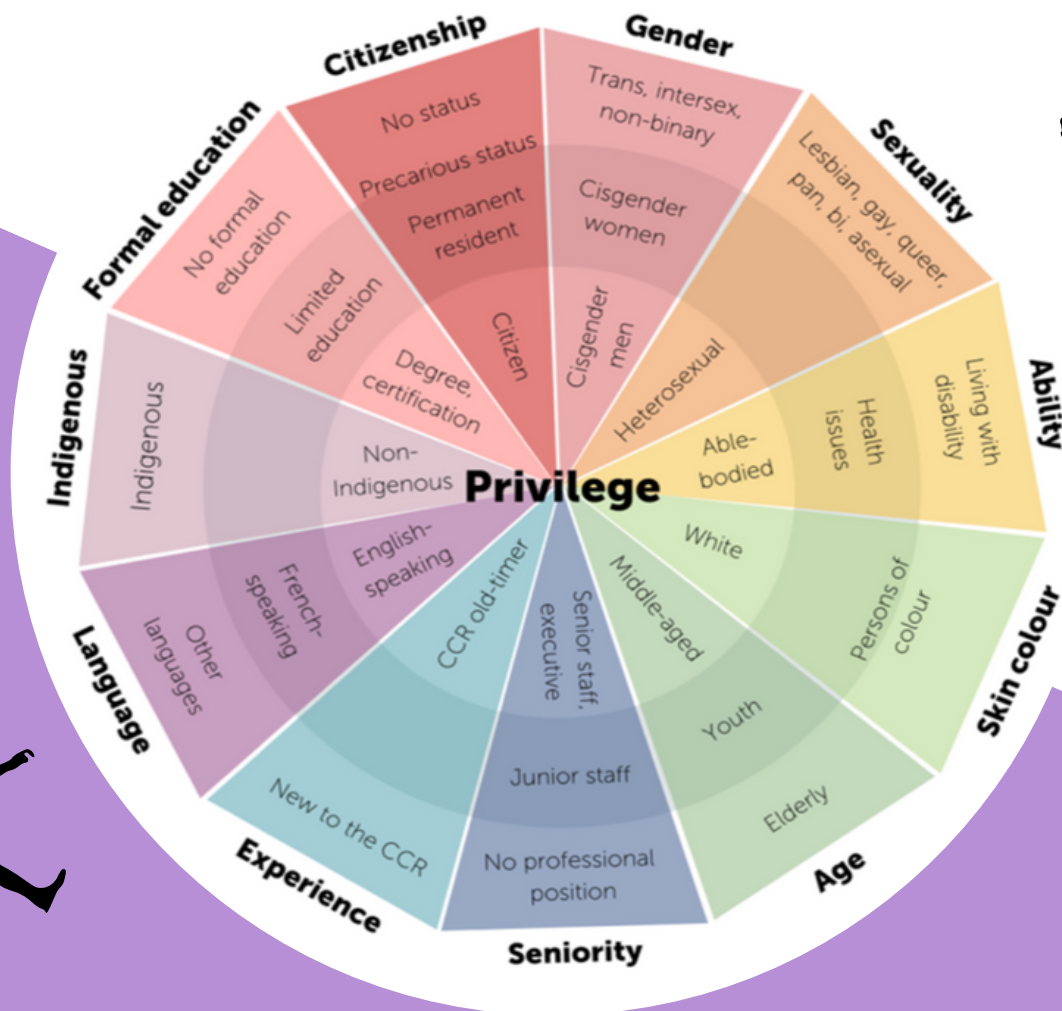 Citizenship
No status
Precarious status
Permanent
resident
Citizen
Gender
Trans, intersex,
non-binary
Cisgender
women
Cisgender
men
Sexuality
Lesbian, gay, queer,
pan, bi, asexual
Heterosexual
Ability
Living with
disability
Health
issues
Able-
bodied
Skin colour
Persons of
colour
White
Age
Elderly
Youth
Middle-aged
Seniority
No professional
position
Junior staff
Senior staff,
executive
Experience
New to the CCR
CCR old-timer
Language
Other
languages
French-
speaking
English-
speaking
Indigenous
Indigenous
Non-
Indigenous
Formal education
No formal
education
Limited
education
Degree,
certification
Privilege